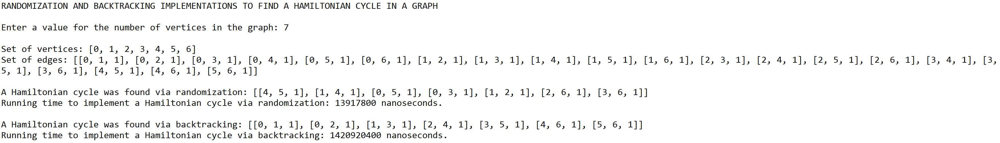 RANDOMIZATION AND BACKTRACKING IMPLEMENTATIONS TO FIND A HAMILTONIAN CYCLE IN A GRAPH
Enter a value for the number of vertices in the graph: 7
Set of vertices: [0, 1, 2, 3, 4, 5, 6]
Set of edges: [[0, 1, 1], [0, 2, 1], [0, 3, 1], [0, 4, 1], [0, 5, 1], [0, 6, 1], [1, 2, 1], [1, 3, 1], [1, 4, 1], [1, 5, 1], [1, 6, 1], [2, 3, 1], [2, 4, 1], [2, 5, 1], [2, 6, 1], [3, 4, 1], [3,
5, 1], [3, 6, 1], [4, 5, 1], [4, 6, 1], [5, 6, 1]]
A Hamiltonian cycle was found via randomization: [[4, 5, 1], [1, 4, 1], [0, 5, 1], [0, 3, 1], [1, 2, 1], [2, 6, 1], [3, 6, 1]]
Running time to implement a Hamiltonian cycle via randomization: 13917800 nanoseconds.
A Hamiltonian cycle was found via backtracking: [[0, 1, 1], [0, 2, 1], [1, 3, 1], [2, 4, 1], [3, 5, 1], [4, 6, 1], [5, 6, 1]]
Running time to implement a Hamiltonian cycle via backtracking: 1420920400 nanoseconds.